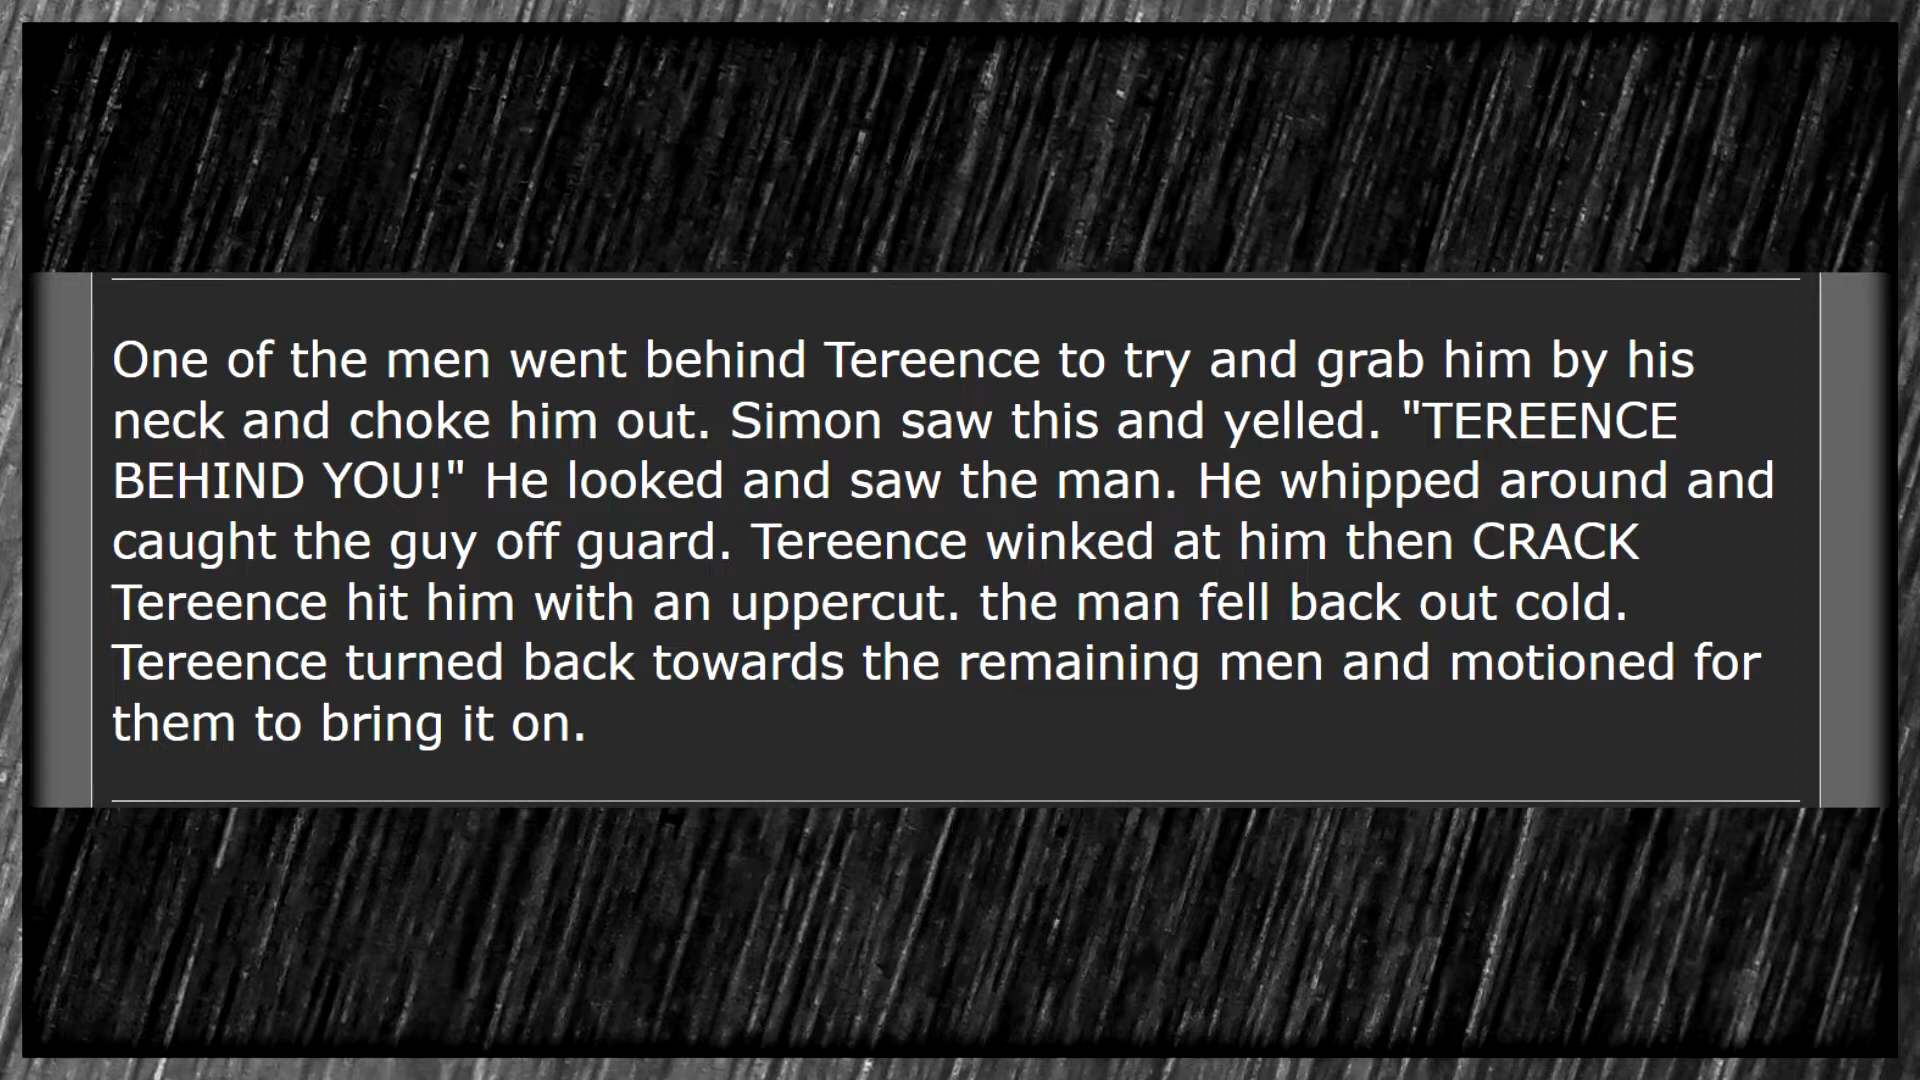 One of the men went behind Tereence to try and grab him by his
neck and choke him out. Simon saw this and yelled. "TEREENCE
BEHIND YOU!" He looked and saw the man. He whipped around and
caught the guy off guard. Tereence winked at him then CRACK
Tereence hit him with an uppercut. the man fell back out cold.
Tereence turned back towards the remaining men and motioned for
them to bring it on.